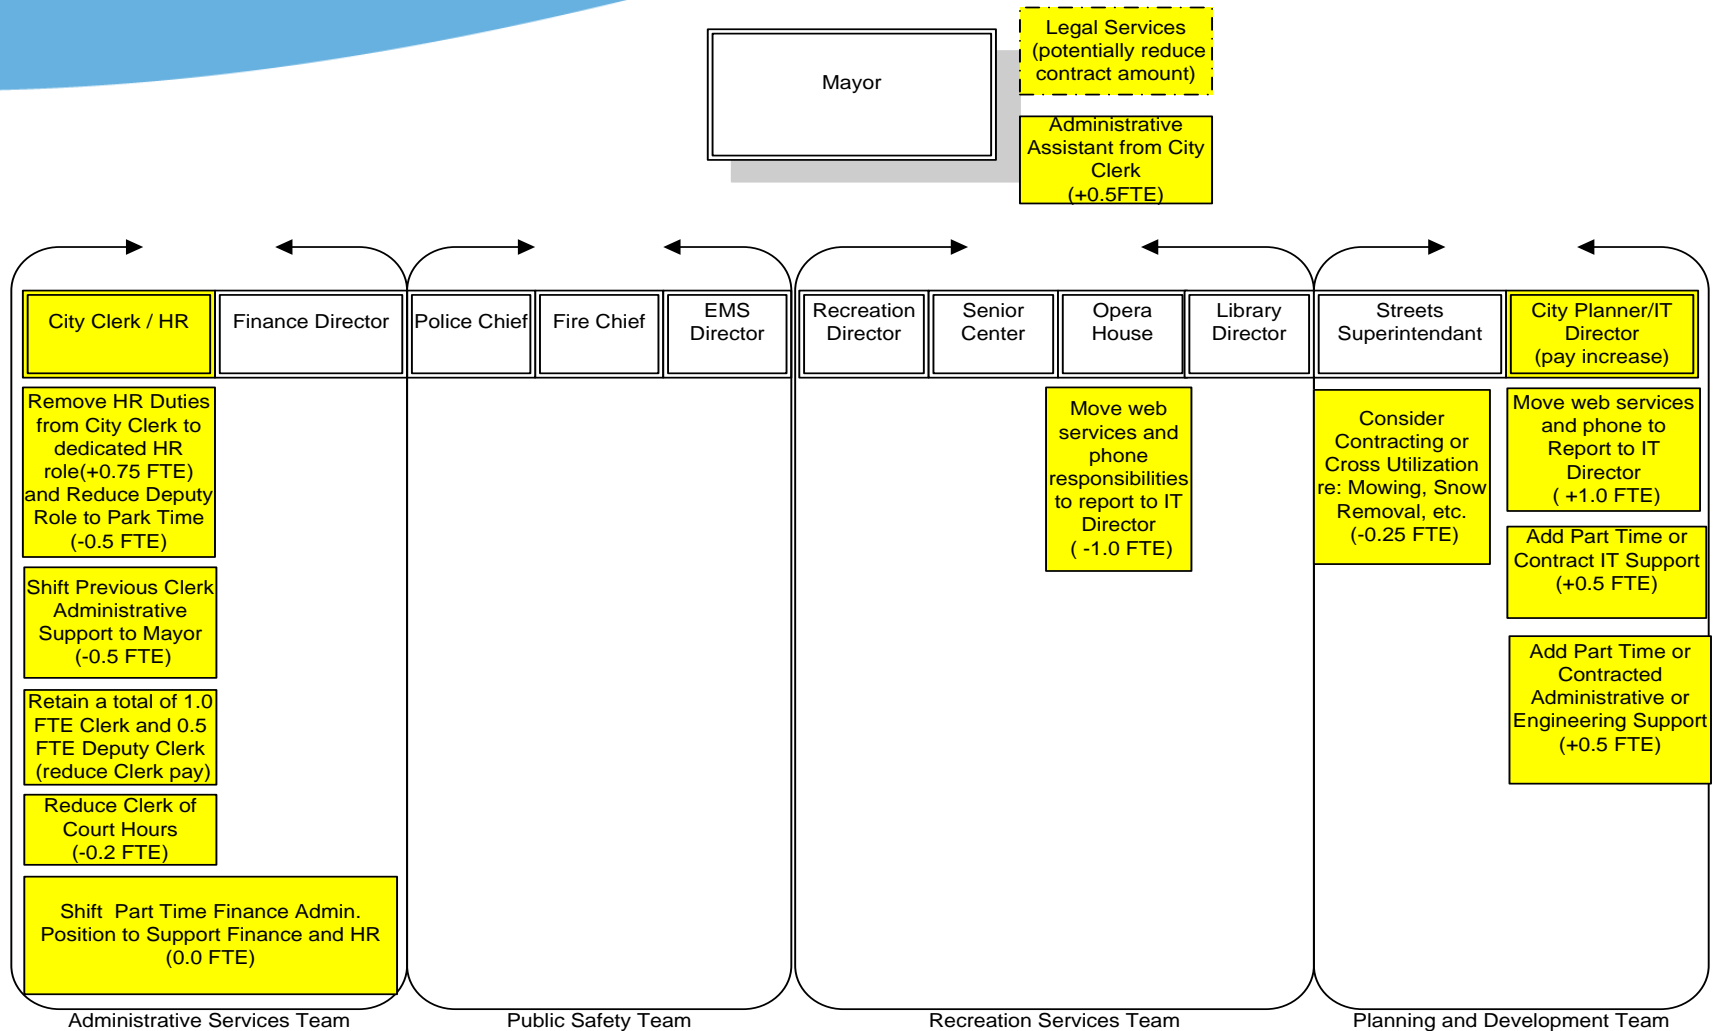 Mayor
Legal Services
(potentially reduce
contract amount)
Administrative
Assistant from City
Clerk
(+0.5FTE)
City Clerk / HR
Finance Director
Police Chief
Fire Chief
EMS
Director
Recreation
Director
Senior
Center
Opera
House
Library
Director
Streets
Superintendant
City Planner/IT
Director
(pay increase)
Remove HR Duties
from City Clerk to
dedicated HR
role(+0.75 FTE)
and Reduce Deputy
Role to Park Time
(-0.5 FTE)
Shift Previous Clerk
Administrative
Support to Mayor
(-0.5 FTE)
Retain a total of 1.0
FTE Clerk and 0.5
FTE Deputy Clerk
(reduce Clerk pay)
Reduce Clerk of
Court Hours
(-0.2 FTE)
Shift Part Time Finance Admin.
Position to Support Finance and HR
(0.0 FTE)
Move web
services and
phone
responsibilities
to report to IT
Director
( -1.0 FTE)
Consider
Contracting or
Cross Utilization
re: Mowing, Snow
Removal, etc.
(-0.25 FTE)
Move web services
and phone to
Report to IT
Director
( +1.0 FTE)
Add Part Time or
Contract IT Support
(+0.5 FTE)
Add Part Time or
Contracted
Administrative or
Engineering Support
(+0.5 FTE)
Administrative Services Team
Public Safety Team
Recreation Services Team
Planning and Development Team